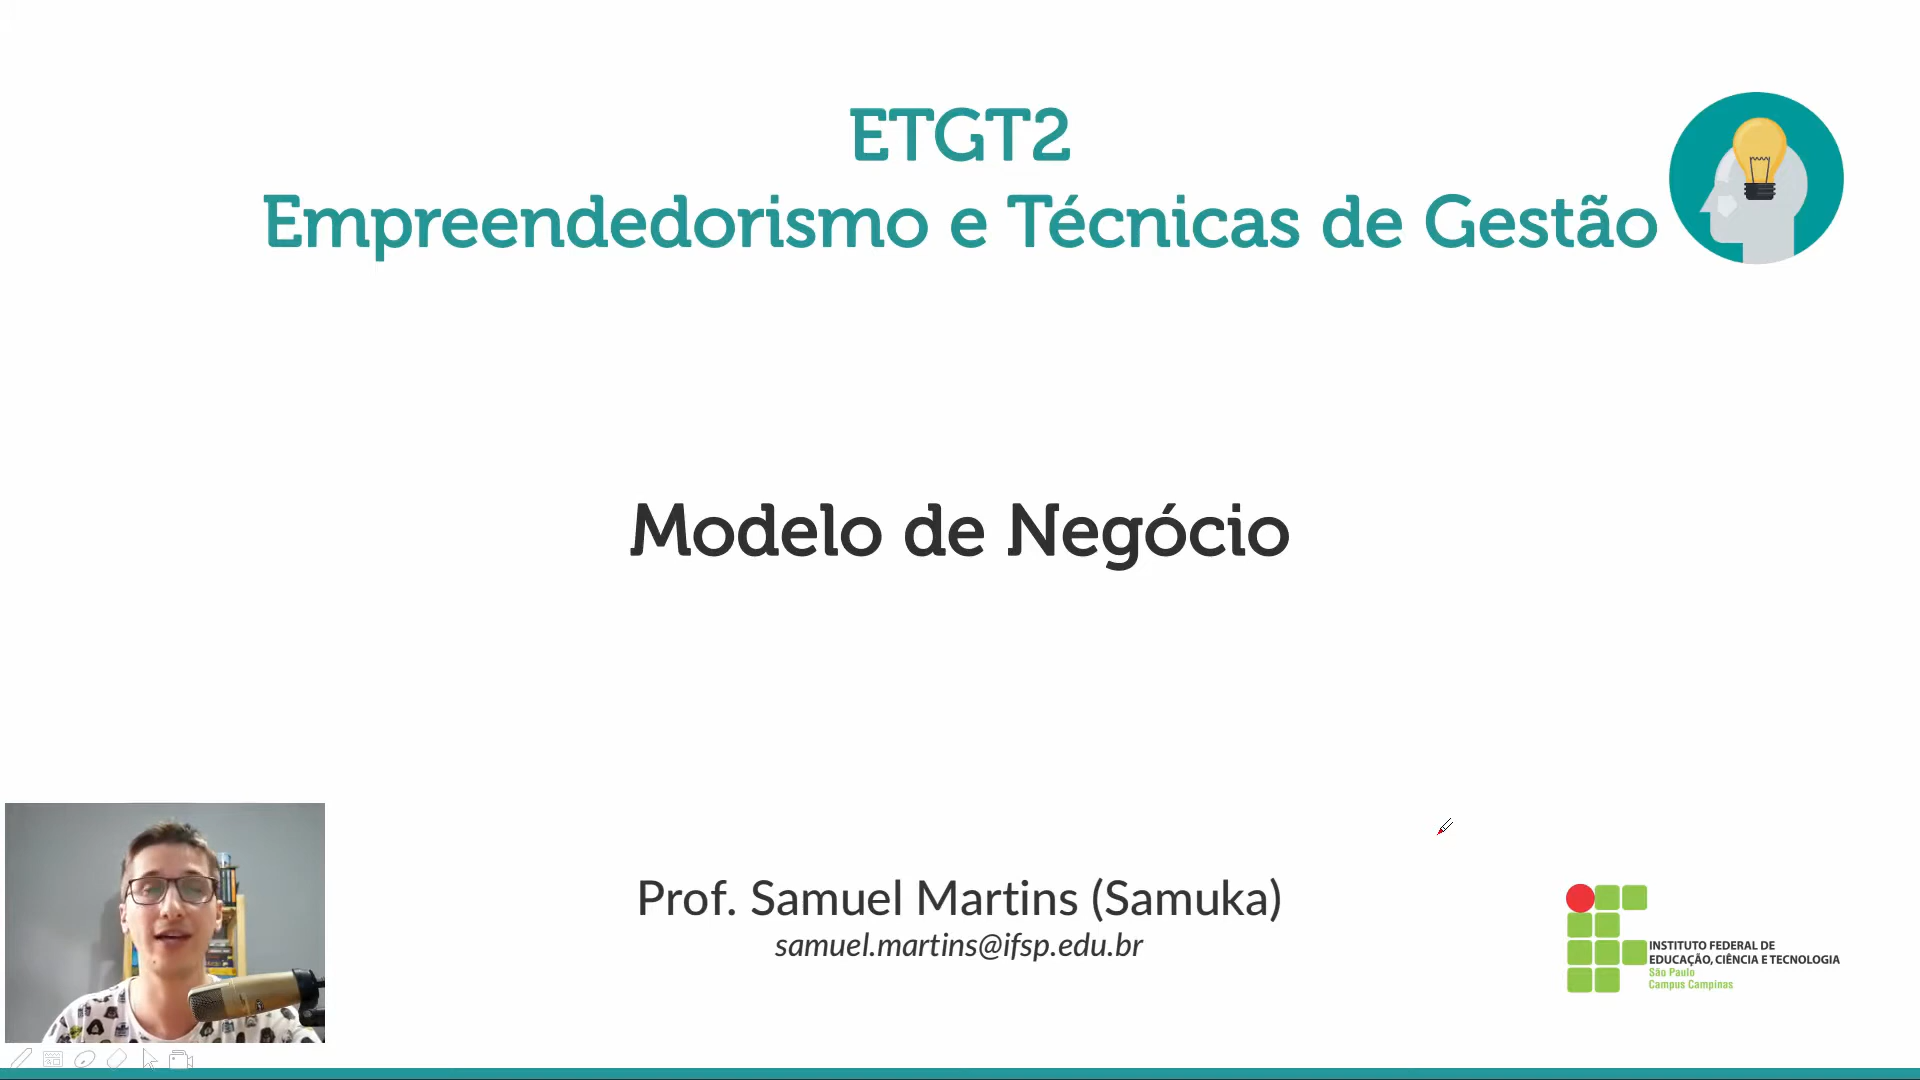 ETGT2
Empreendedorismo e Técnicas de Gestão
Modelo de Negócio
Prof. Samuel Martins (Samuka)
samuel.martins@ifsp.edu.br
INSTITUTO FEDERAL DE
EDUCAÇÃO, CIÊNCIA E TECNOLOGIA
São Paulo
Campus Campinas